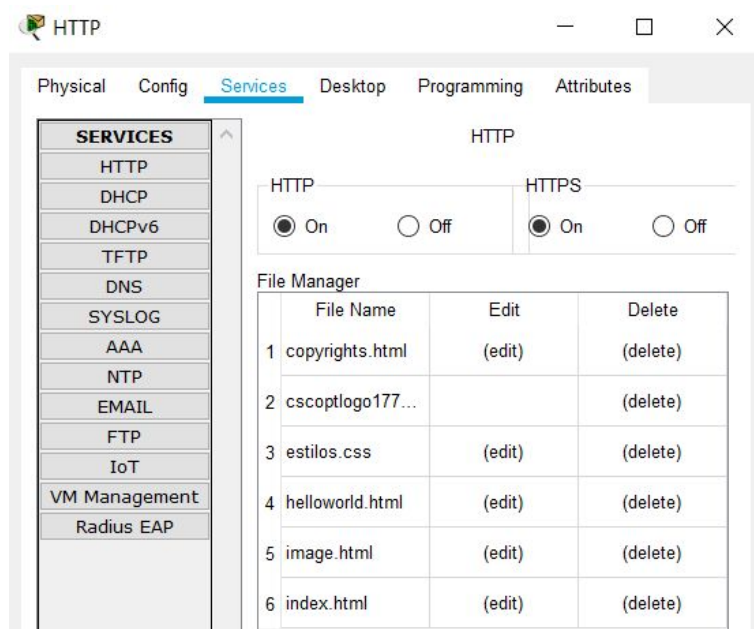 HTTP
Physical Config Services Desktop Programming Attributes
SERVICES
HTTP
DHCP
DHCPv6
TFTP
DNS
SYSLOG
AAA
NTP
EMAIL
FTP
IoT
VM Management
Radius EAP
HTTP
HTTP
On Off
HTTPS
On Off
File Manager
File Name Edit Delete
1 copyrights.html (edit) (delete)
2 cscoptlogo177... (delete)
3 estilos.css (edit) (delete)
4 helloworld.html (edit) (delete)
5 image.html (edit) (delete)
6 index.html (edit) (delete)